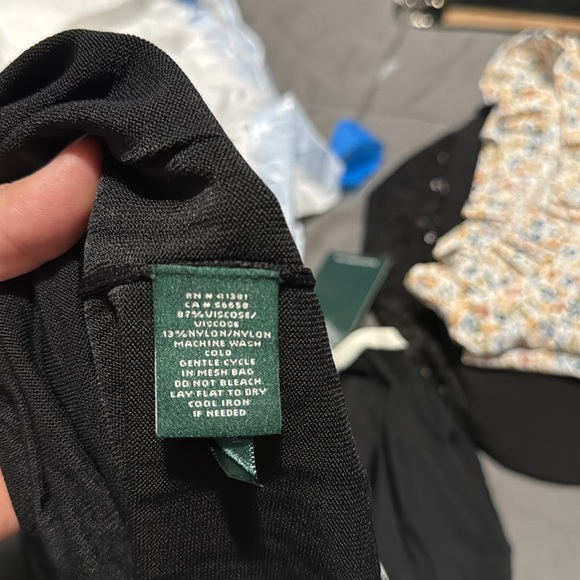 RN # 41381
CA # 56658
87% VISCOSE/
VISCOSE
13% NYLON/NYLON
MACHINE WASH
COLD
GENTLE CYCLE
IN MESH BAG
DO NOT BLEACH.
LAY FLAT TO DRY
COOL IRON
IF NEEDED